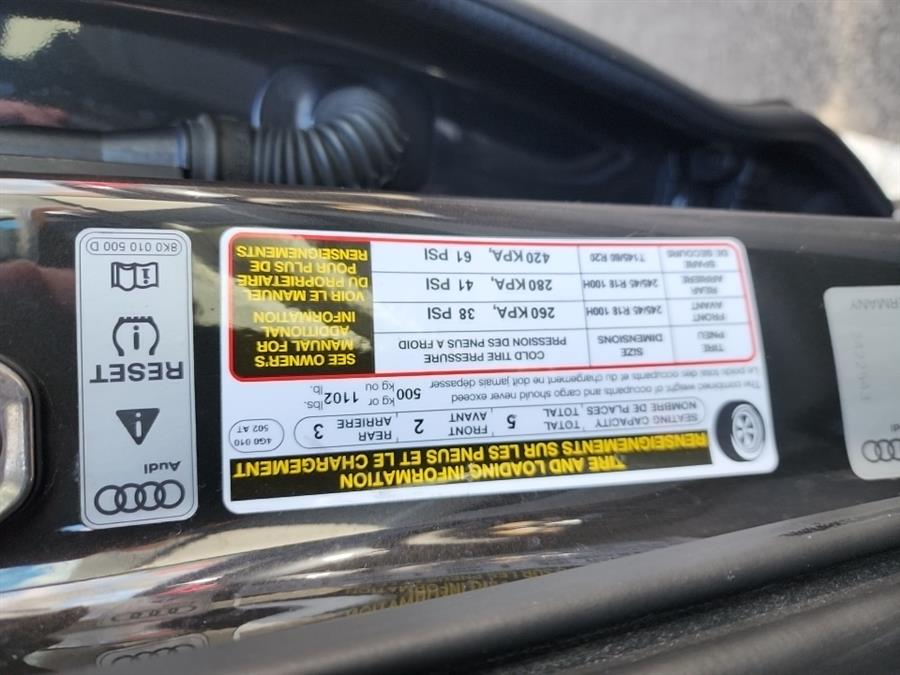 TIRE AND LOADING INFORMATION
RENSEIGNEMENTS SUR LES PNEUS ET LE CHARGEMENT
SEATING CAPACITY TOTAL 5 FRONT 2 REAR 3
NOMBRE DE PLACES TOTAL AVANT ARRIERE
4G0 010
502 AT
The combined weight of occupants and cargo should never exceed 500 kg or 1102 lbs.
Le poids total des occupants et du chargement ne doit jamais dépasser kg ou lb.
TIRE SIZE COLD TIRE PRESSURE
PNEU DIMENSIONS PRESSION DES PNEUS A FROID
FRONT
AVANT 245/45 R18 100H 260 KPA, 38 PSI
REAR
ARRIERE 245/45 R18 100H 280 KPA, 41 PSI
SPARE
DE SECOURS T145/60 R20 420 KPA, 61 PSI
SEE OWNER'S
MANUAL FOR
ADDITIONAL
INFORMATION
VOIR LE MANUEL
DU PROPRIETAIRE
POUR PLUS DE
RENSEIGNEMENTS
Audi
RESET
8K0 010 500 D